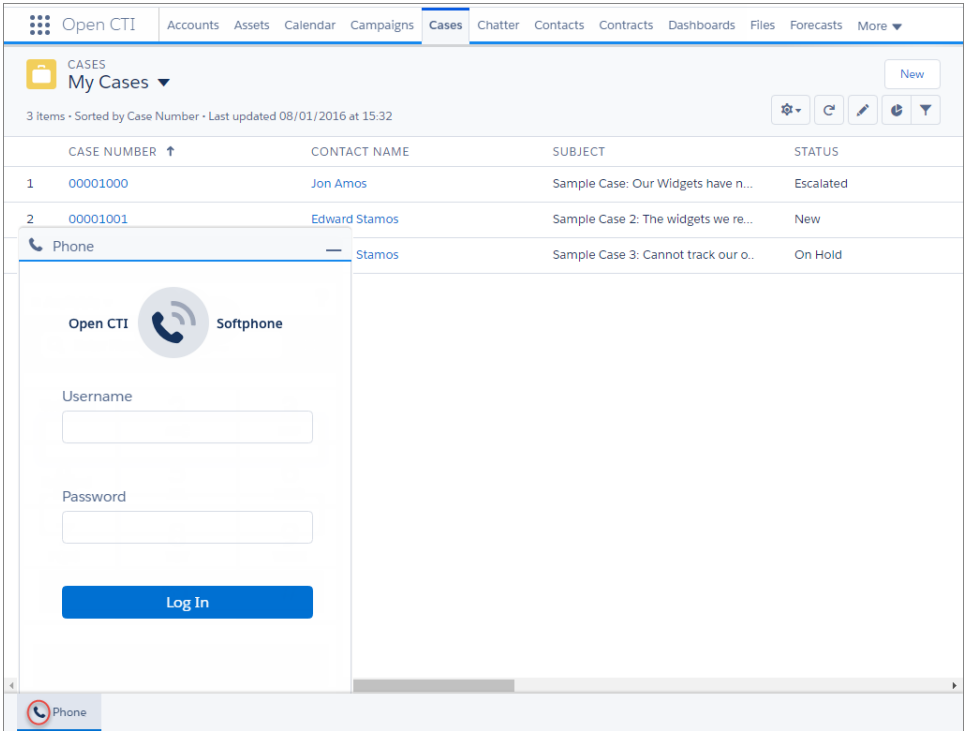 Open CTI Accounts Assets Calendar Campaigns Cases Chatter Contacts Contracts Dashboards Files Forecasts More
CASES
My Cases
New
3 items • Sorted by Case Number • Last updated 08/01/2016 at 15:32
CASE NUMBER CONTACT NAME SUBJECT STATUS
1 00001000 Jon Amos Sample Case: Our Widgets have n... Escalated
2 00001001 Edward Stamos Sample Case 2: The widgets we re... New
Stamos Sample Case 3: Cannot track our o.. On Hold
Phone
Open CTI Softphone
Username
Password
Log In
Phone